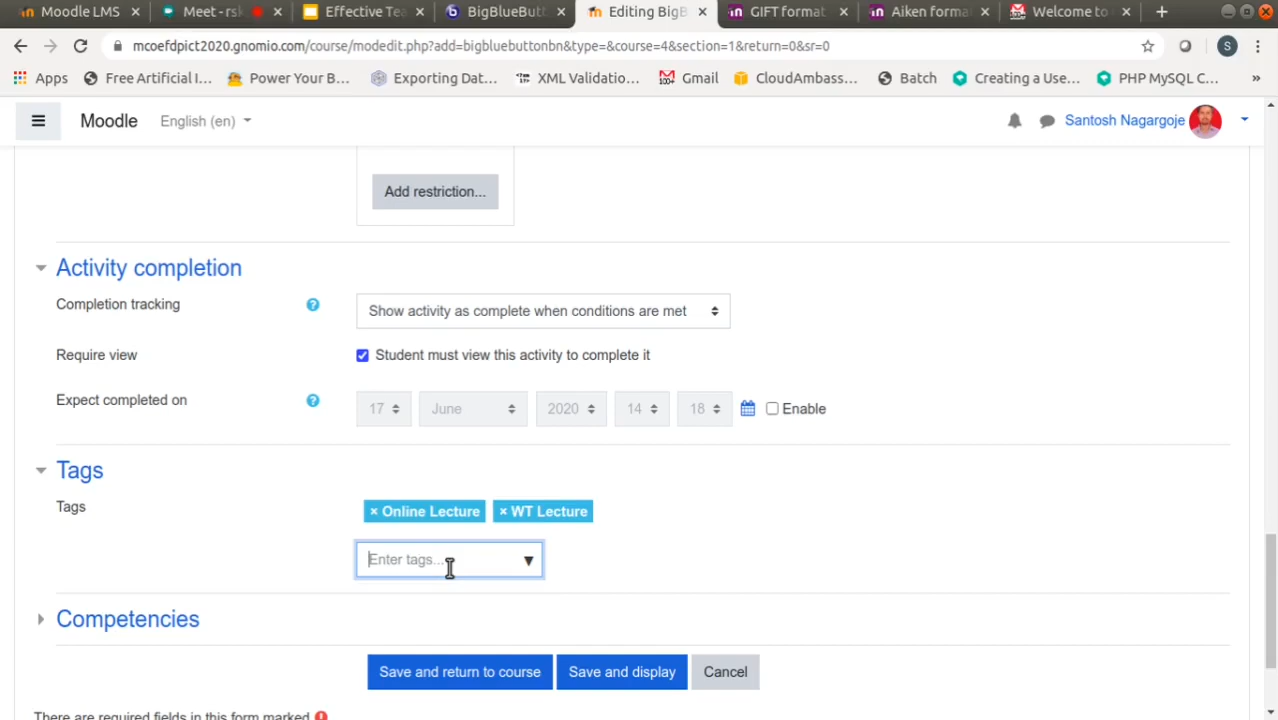 Moodle LMS
Meet - rsk
Effective Tea
BigBlueButt
Editing BigB
GIFT format
Aiken forma
Welcome to
mcoefdpict2020.gnomio.com/course/modedit.php?add=bigbluebuttonbn&type=&course=4&section=1&return=0&sr=0
S
Apps
Free Artificial I...
Power Your B...
Exporting Dat...
XML Validatio...
Gmail
CloudAmbass...
Batch
Creating a Use...
PHP MySQL C...
»
Moodle
English (en)
Santosh Nagargoje
Add restriction...
Activity completion
Completion tracking
Show activity as complete when conditions are met
Require view
Student must view this activity to complete it
Expect completed on
17 June 2020 14 18 Enable
Tags
Tags
× Online Lecture × WT Lecture
Enter tags...
Competencies
Save and return to course
Save and display
Cancel
There are required fields in this form marked